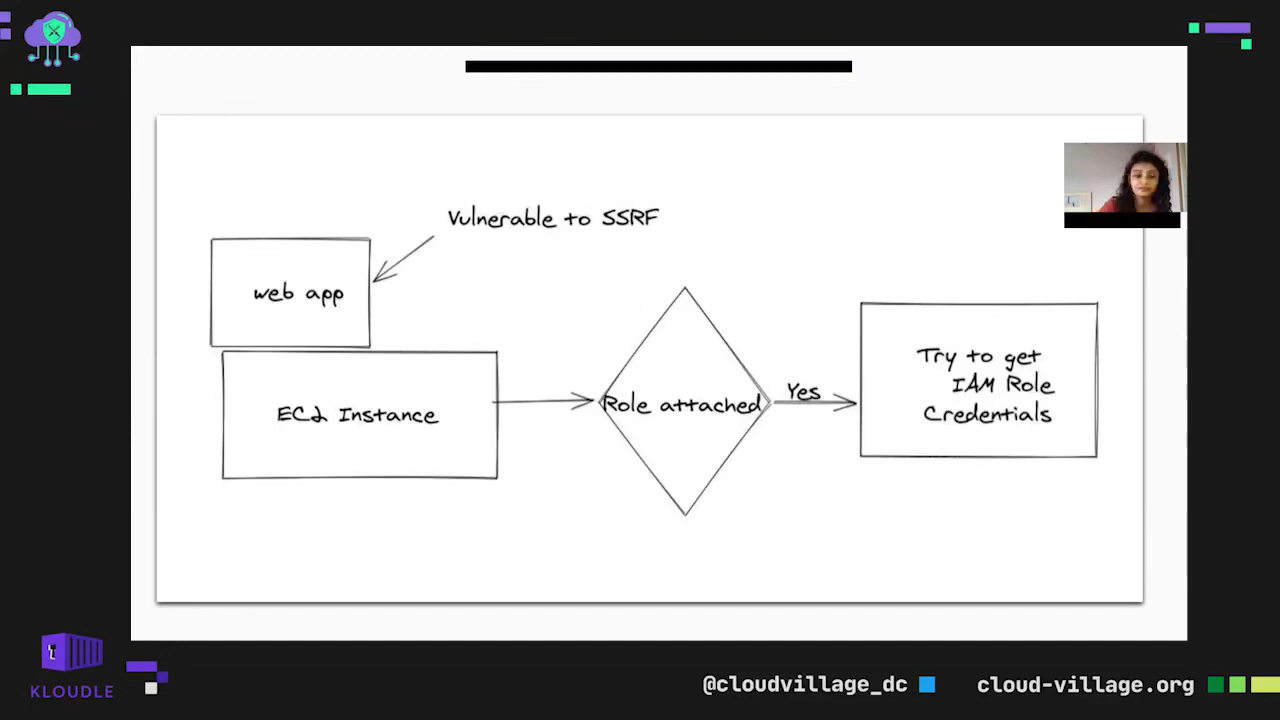 Vulnerable to SSRF
web app
EC2 Instance
Role attached
Yes
Try to get
IAM Role
Credentials
KLOUDLE
@cloudvillage_dc
cloud-village.org